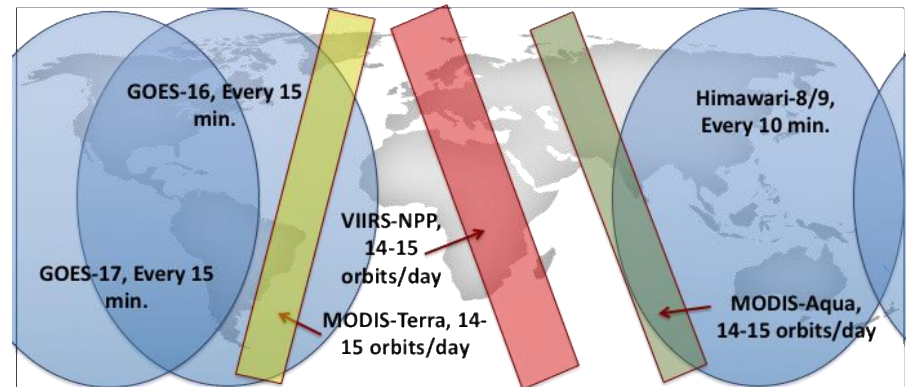 GOES-16, Every 15
min.
Himawari-8/9,
Every 10 min.
VIIRS-NPP,
14-15
orbits/day
GOES-17, Every 15
min.
MODIS-Terra, 14-
15 orbits/day
MODIS-Aqua,
14-15 orbits/day